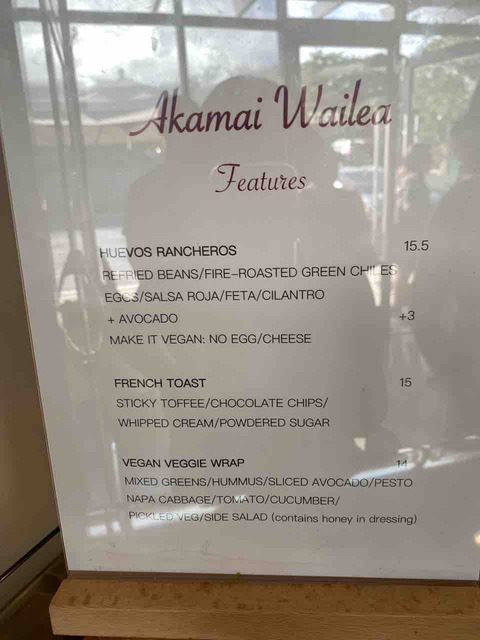 Akamai Wailea
Features
HUEVOS RANCHEROS 15.5
REFRIED BEANS/FIRE-ROASTED GREEN CHILES
EGGS/SALSA ROJA/FETA/CILANTRO
+ AVOCADO +3
MAKE IT VEGAN: NO EGG/CHEESE
FRENCH TOAST 15
STICKY TOFFEE/CHOCOLATE CHIPS/
WHIPPED CREAM/POWDERED SUGAR
VEGAN VEGGIE WRAP 14
MIXED GREENS/HUMMUS/SLICED AVOCADO/PESTO
NAPA CABBAGE/TOMATO/CUCUMBER/
PICKLED VEG/SIDE SALAD (contains honey in dressing)